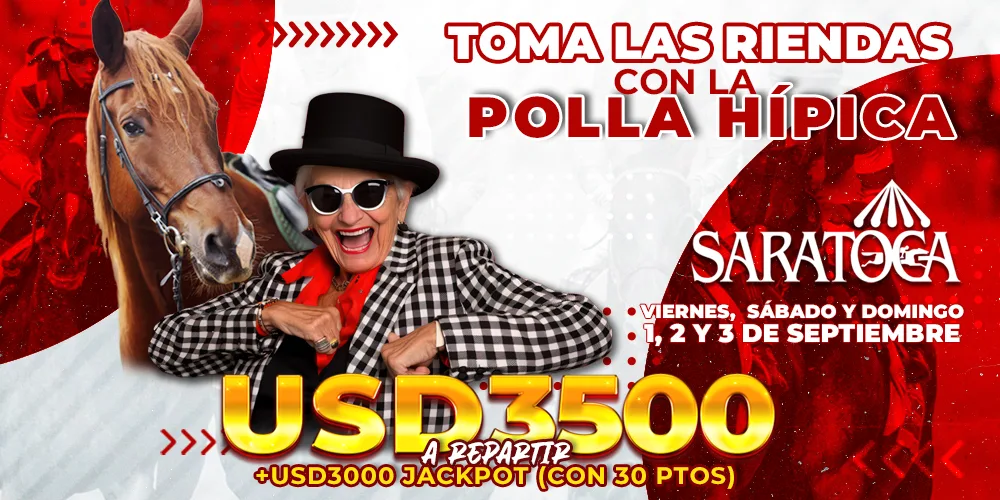 TOMA LAS RIENDAS
CON LA
POLLA HÍPICA
SARATOGA
VIERNES, SÁBADO Y DOMINGO
1, 2 Y 3 DE SEPTIEMBRE
USD3500
A REPARTIR
+USD3000 JACKPOT (CON 30 PTOS)